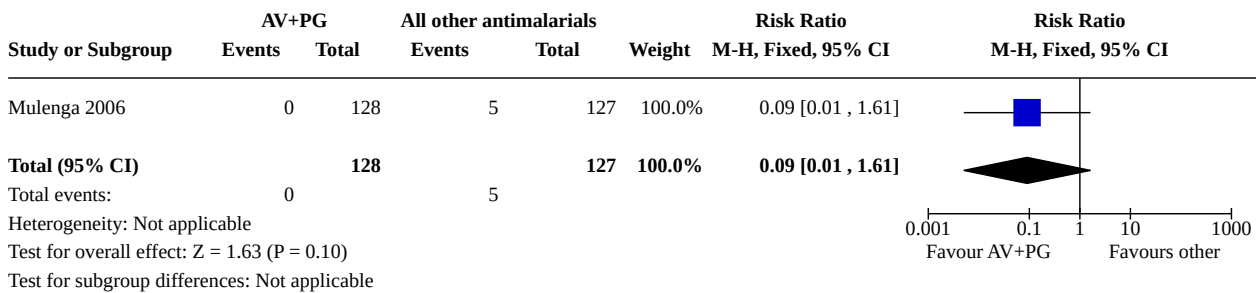 AV+PG All other antimalarials Risk Ratio Risk Ratio
Study or Subgroup Events Total Events Total Weight M-H, Fixed, 95% CI M-H, Fixed, 95% CI
Mulenga 2006 0 128 5 127 100.0% 0.09 [0.01 , 1.61]
Total (95% CI) 128 127 100.0% 0.09 [0.01 , 1.61]
Total events: 0 5
Heterogeneity: Not applicable
0.001 0.1 1 10 1000
Test for overall effect: Z = 1.63 (P = 0.10) Favour AV+PG Favours other
Test for subgroup differences: Not applicable